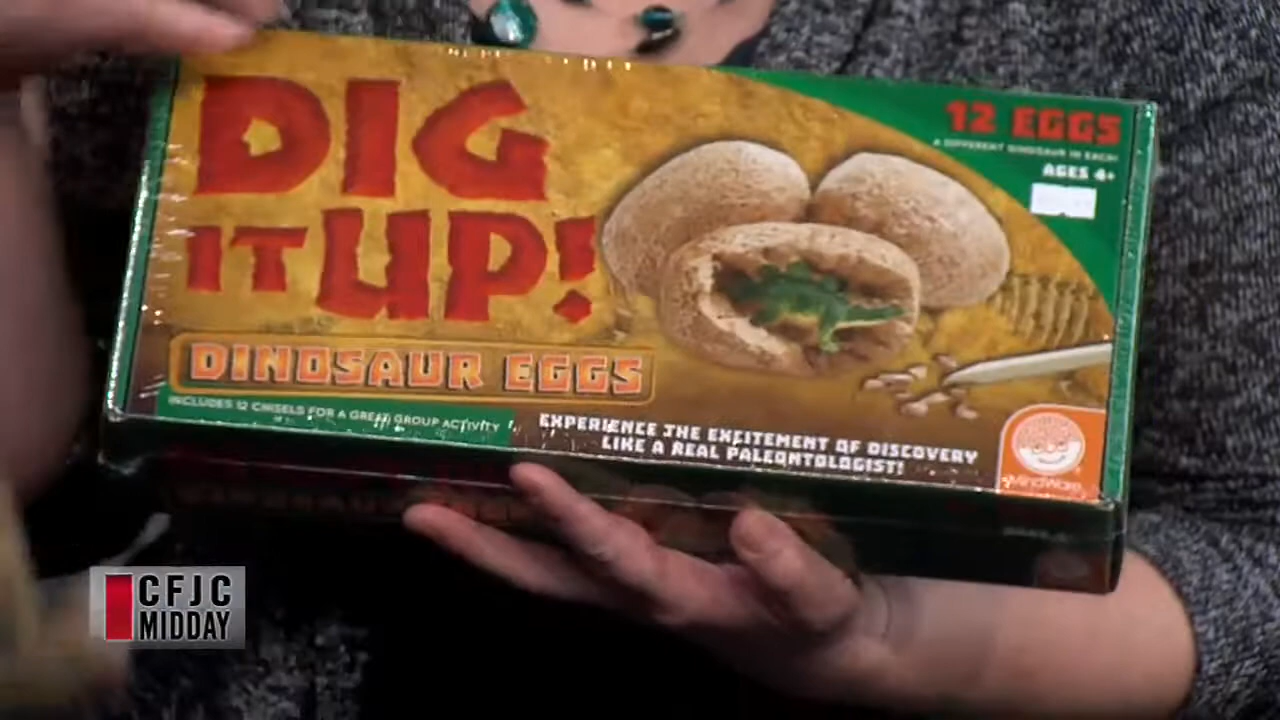 DIG
IT UP!
DINOSAUR EGGS
INCLUDES 12 CHISELS FOR A GREAT GROUP ACTIVITY
EXPERIENCE THE EXCITEMENT OF DISCOVERY
LIKE A REAL PALEONTOLOGIST!
12 EGGS
A DIFFERENT DINOSAUR IN EACH!
AGES 4+
MindWare
CFJC
MIDDAY